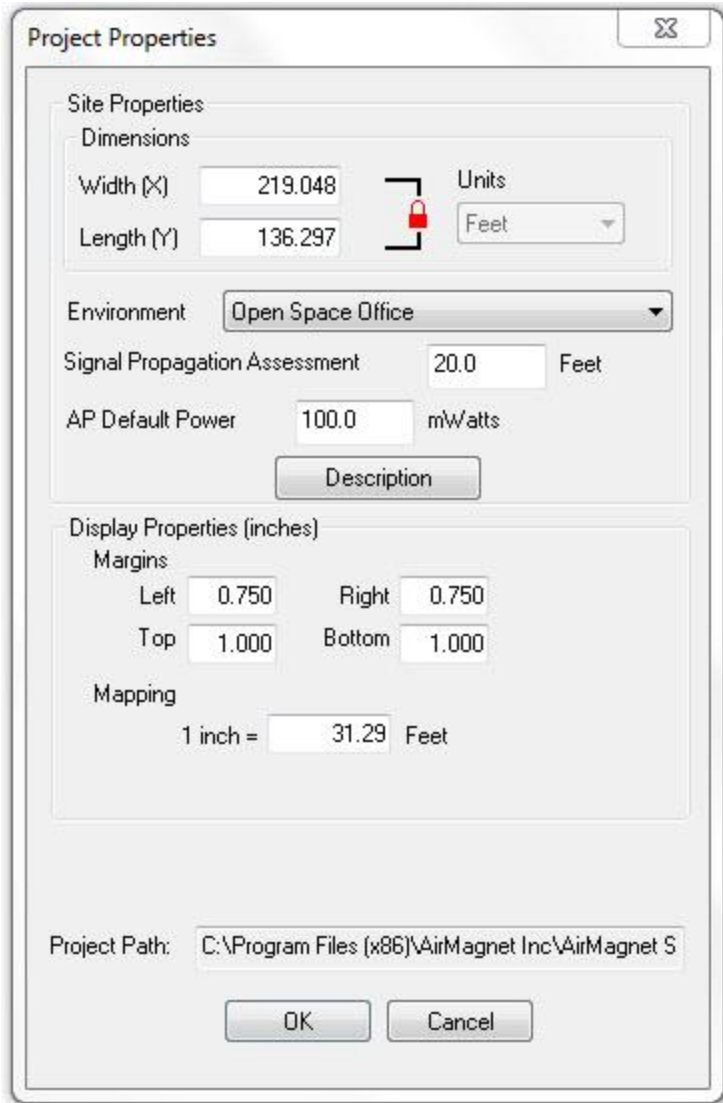 Project Properties
Site Properties
Dimensions
Width (X) 219.048
Units
Length (Y) 136.297
Feet
Environment Open Space Office
Signal Propagation Assessment 20.0 Feet
AP Default Power 100.0 mWatts
Description
Display Properties (inches)
Margins
Left 0.750 Right 0.750
Top 1.000 Bottom 1.000
Mapping
1 inch = 31.29 Feet
Project Path: C:\Program Files (x86)\AirMagnet Inc\AirMagnet S
OK Cancel